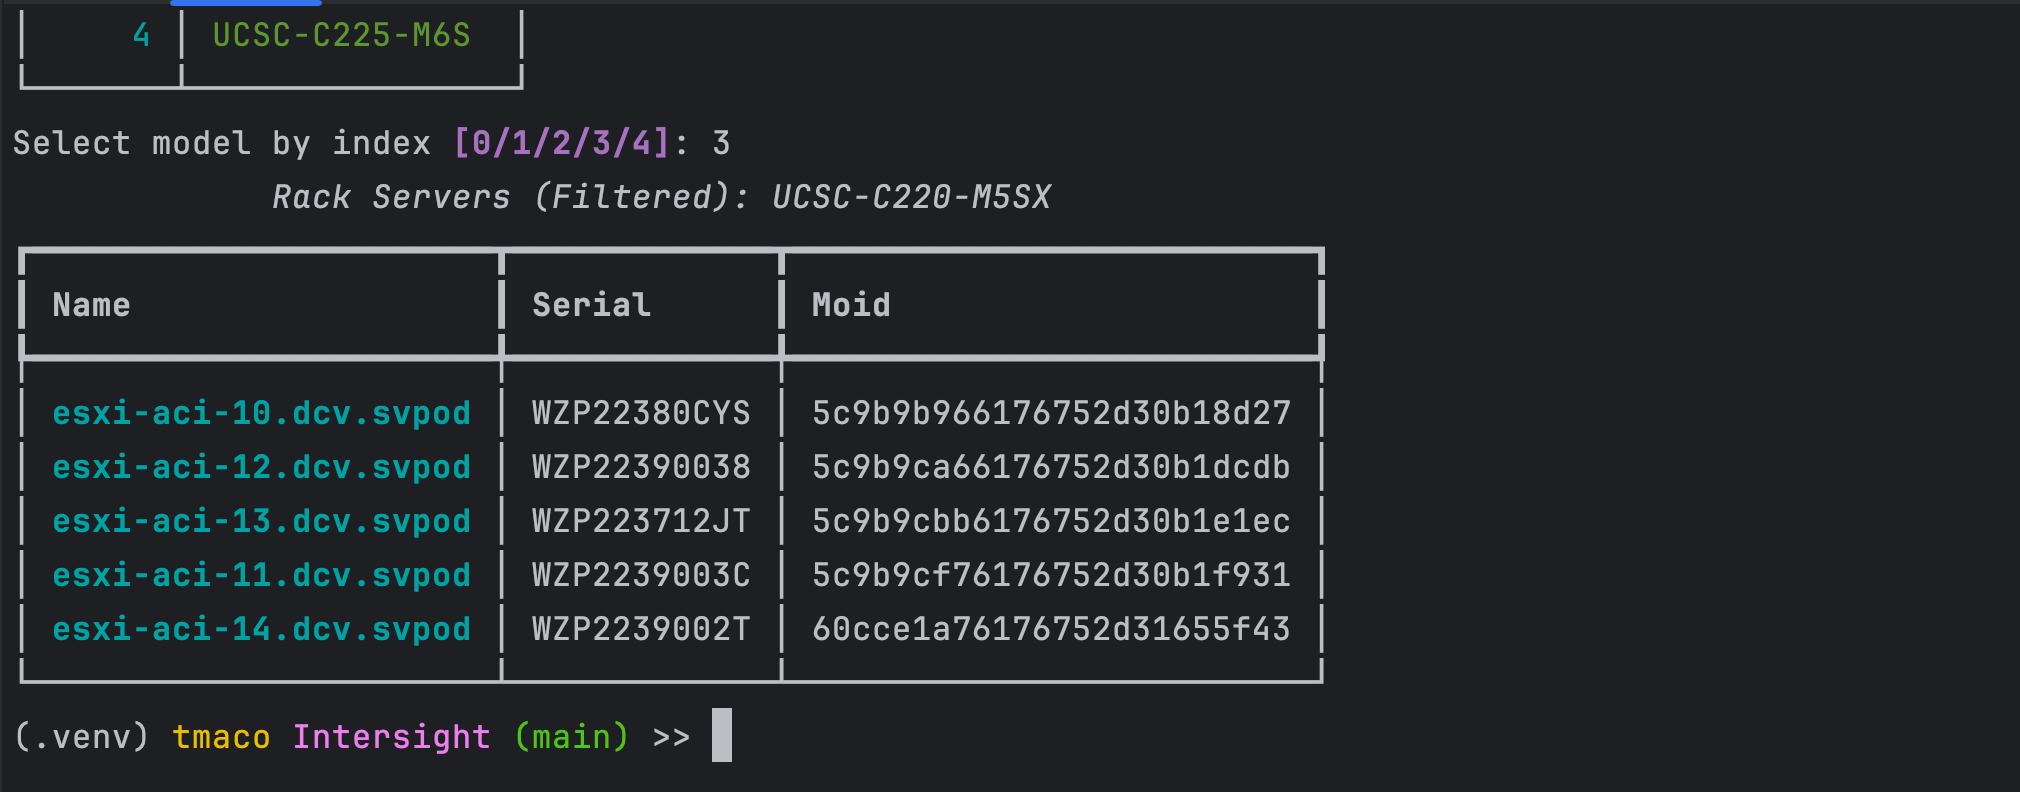 4 UCSC-C225-M6S
Select model by index [0/1/2/3/4]: 3
Rack Servers (Filtered): UCSC-C220-M5SX
Name Serial Moid
esxi-aci-10.dcv.svpod WZP22380CYS 5c9b9b966176752d30b18d27
esxi-aci-12.dcv.svpod WZP22390038 5c9b9ca66176752d30b1dcdb
esxi-aci-13.dcv.svpod WZP223712JT 5c9b9cbb6176752d30b1e1ec
esxi-aci-11.dcv.svpod WZP2239003C 5c9b9cf76176752d30b1f931
esxi-aci-14.dcv.svpod WZP2239002T 60cce1a76176752d31655f43
(.venv) tmaco Intersight (main) >>